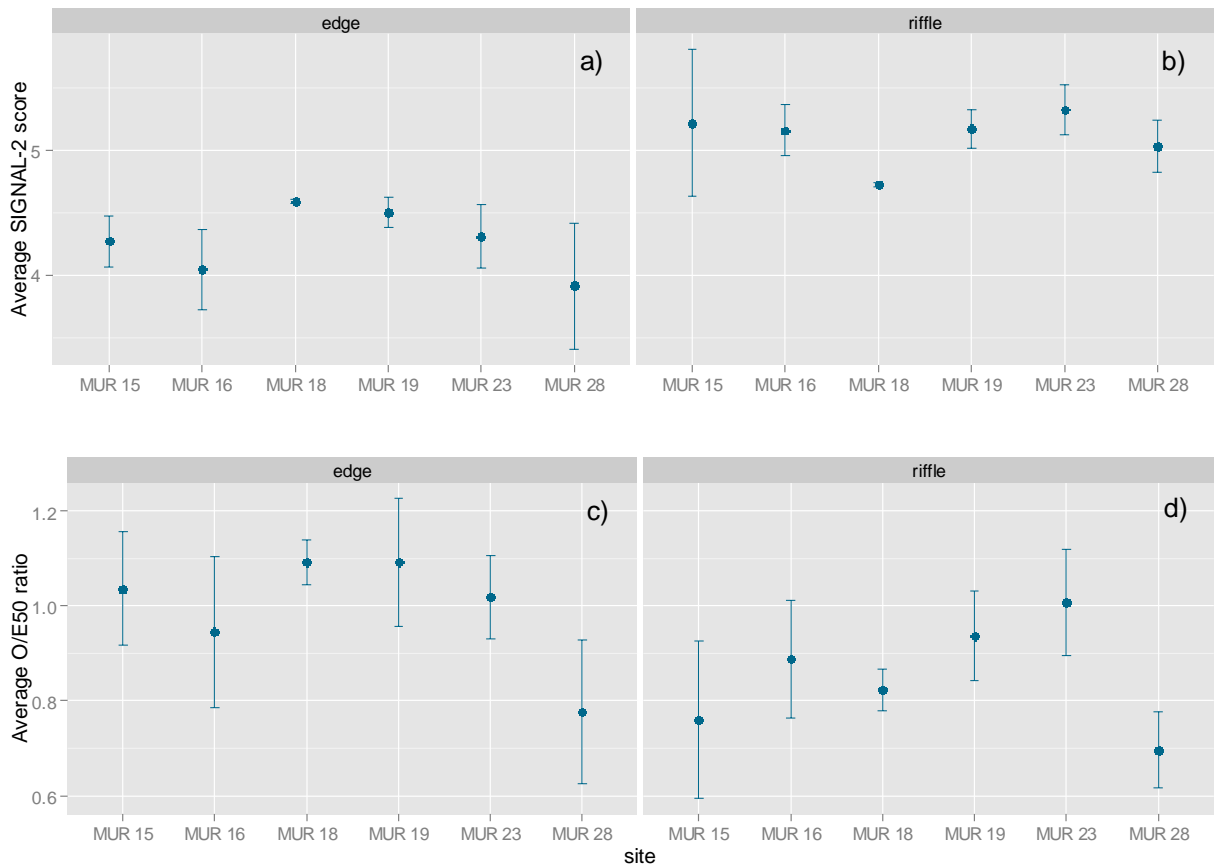 edge
riffle
a)
b)
Average SIGNAL-2 score
5
4
MUR 15 MUR 16 MUR 18 MUR 19 MUR 23 MUR 28
MUR 15 MUR 16 MUR 18 MUR 19 MUR 23 MUR 28
edge
riffle
c)
d)
Average O/E50 ratio
1.2
1.0
0.8
0.6
MUR 15 MUR 16 MUR 18 MUR 19 MUR 23 MUR 28
MUR 15 MUR 16 MUR 18 MUR 19 MUR 23 MUR 28
site